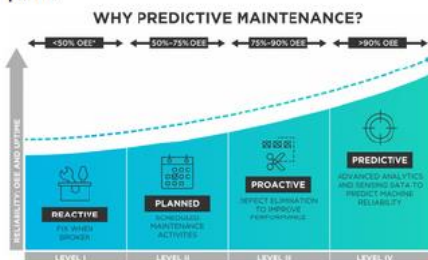 WHY PREDICTIVE MAINTENANCE?
<50% OEE*
50%-75% OEE
75%-90% OEE
>90% OEE
RELIABILITY: OEE AND UPTIME
REACTIVE
FIX WHEN
BROKEN
LEVEL I
PLANNED
SCHEDULED
MAINTENANCE
ACTIVITIES
LEVEL II
PROACTIVE
DEFECT ELIMINATION
TO IMPROVE
PERFORMANCE
LEVEL III
PREDICTIVE
ADVANCED ANALYTICS
AND SENSING DATA TO
PREDICT MACHINE
RELIABILITY
LEVEL IV